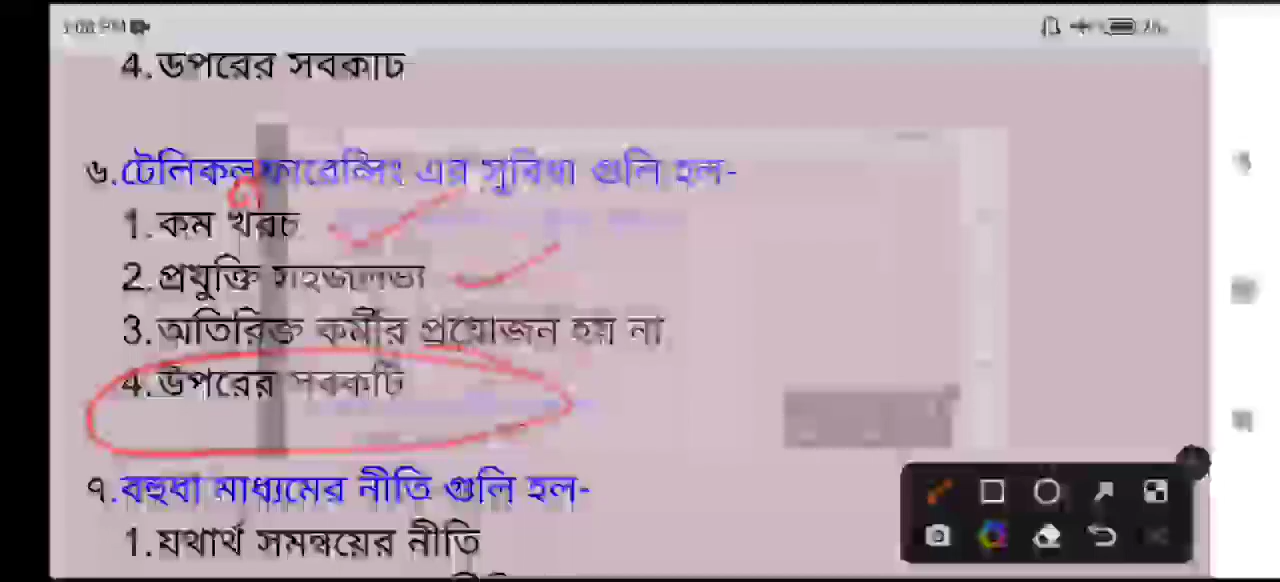 4.উপরের সবকটি
৬.টেলিকনফারেন্সিং এর সুবিধা গুলি হল-
1.কম খরচ
2.প্রযুক্তি
3.অতিরিক্ত কর্মীর প্রয়োজন হয় না
4.উপরের সবকটি
৭.বহুধা মাধ্যমের নীতি গুলি হল-
1.যথার্থ সমন্বয়ের নীতি